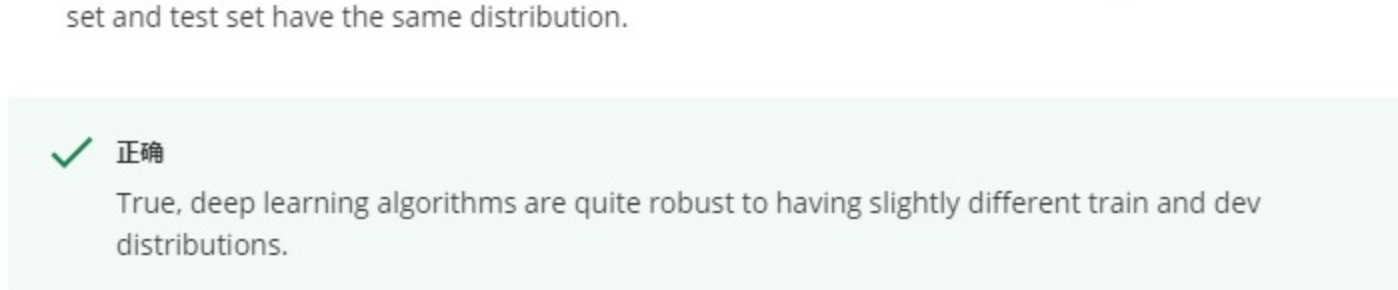 set and test set have the same distribution.
正确
True, deep learning algorithms are quite robust to having slightly different train and dev
distributions.